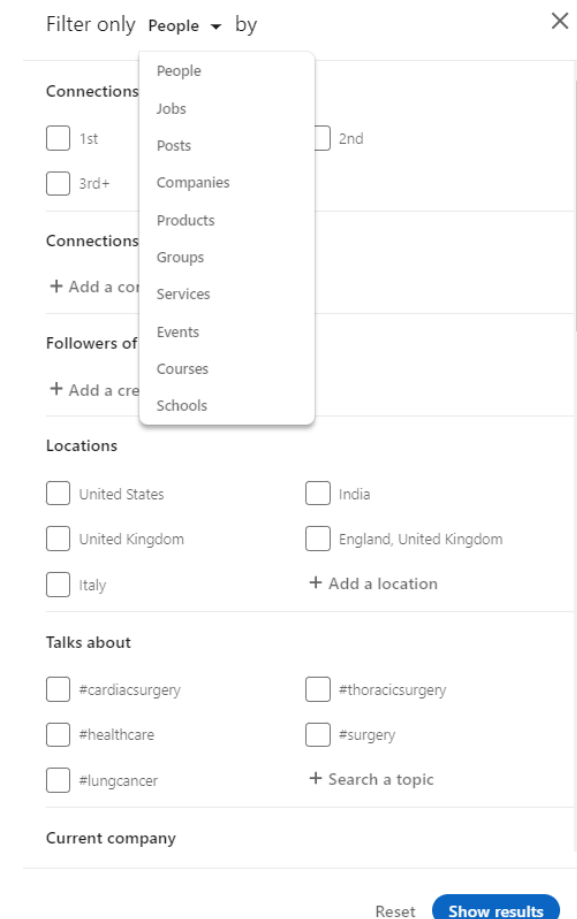 Filter only People by
People
Connections
Jobs
1st
2nd
Posts
3rd+
Companies
Products
Connections
Groups
+ Add a con
Services
Events
Followers of
Courses
+ Add a cre
Schools
Locations
United States
India
United Kingdom
England, United Kingdom
Italy
+ Add a location
Talks about
#cardiacsurgery
#thoracicsurgery
#healthcare
#surgery
#lungcancer
+ Search a topic
Current company
Reset
Show results